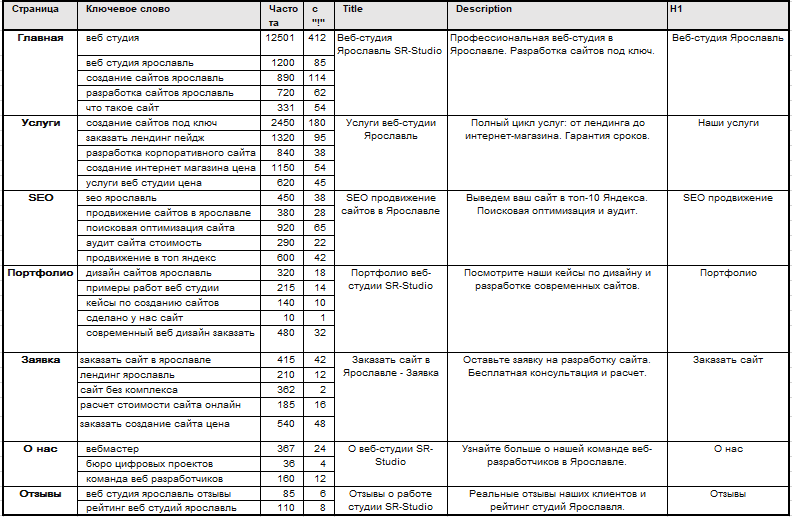 Страница Ключевое слово Часто та с "!" Title Description H1
Главная веб студия 12501 412 Веб-студия Ярославль SR-Studio Профессиональная веб-студия в Ярославле. Разработка сайтов под ключ. Веб-студия Ярославль
веб студия ярославль 1200 85
создание сайтов ярославль 890 114
разработка сайтов ярославль 720 62
что такое сайт 331 54
Услуги создание сайтов под ключ 2450 180 Услуги веб-студии Ярославль Полный цикл услуг: от лендинга до интернет-магазина. Гарантия сроков. Наши услуги
заказать лендинг пейдж 1320 95
разработка корпоративного сайта 840 38
создание интернет магазина цена 1150 54
услуги веб студии цена 620 45
SEO seo ярославль 450 38 SEO продвижение сайтов в Ярославле Выведем ваш сайт в топ-10 Яндекса. Поисковая оптимизация и аудит. SEO продвижение
продвижение сайтов в ярославле 380 28
поисковая оптимизация сайта 920 65
аудит сайта стоимость 290 22
продвижение в топ яндекс 600 42
Портфолио дизайн сайтов ярославль 320 18 Портфолио веб-студии SR-Studio Посмотрите наши кейсы по дизайну и разработке современных сайтов. Портфолио
примеры работ веб студии 215 14
кейсы по созданию сайтов 140 10
сделано у нас сайт 10 1
современный веб дизайн заказать 480 32
Заявка заказать сайт в ярославле 415 42 Заказать сайт в Ярославле - Заявка Оставьте заявку на разработку сайта. Бесплатная консультация и расчет. Заказать сайт
лендинг ярославль 210 12
сайт без комплекса 362 2
расчет стоимости сайта онлайн 185 16
заказать создание сайта цена 540 48
О нас вебмастер 367 24 О веб-студии SR-Studio Узнайте больше о нашей команде веб-разработчиков в Ярославле. О нас
бюро цифровых проектов 36 4
команда веб разработчиков 160 12
Отзывы веб студия ярославль отзывы 85 6 Отзывы о работе студии SR-Studio Реальные отзывы наших клиентов и рейтинг студий Ярославля. Отзывы
рейтинг веб студий ярославль 110 8